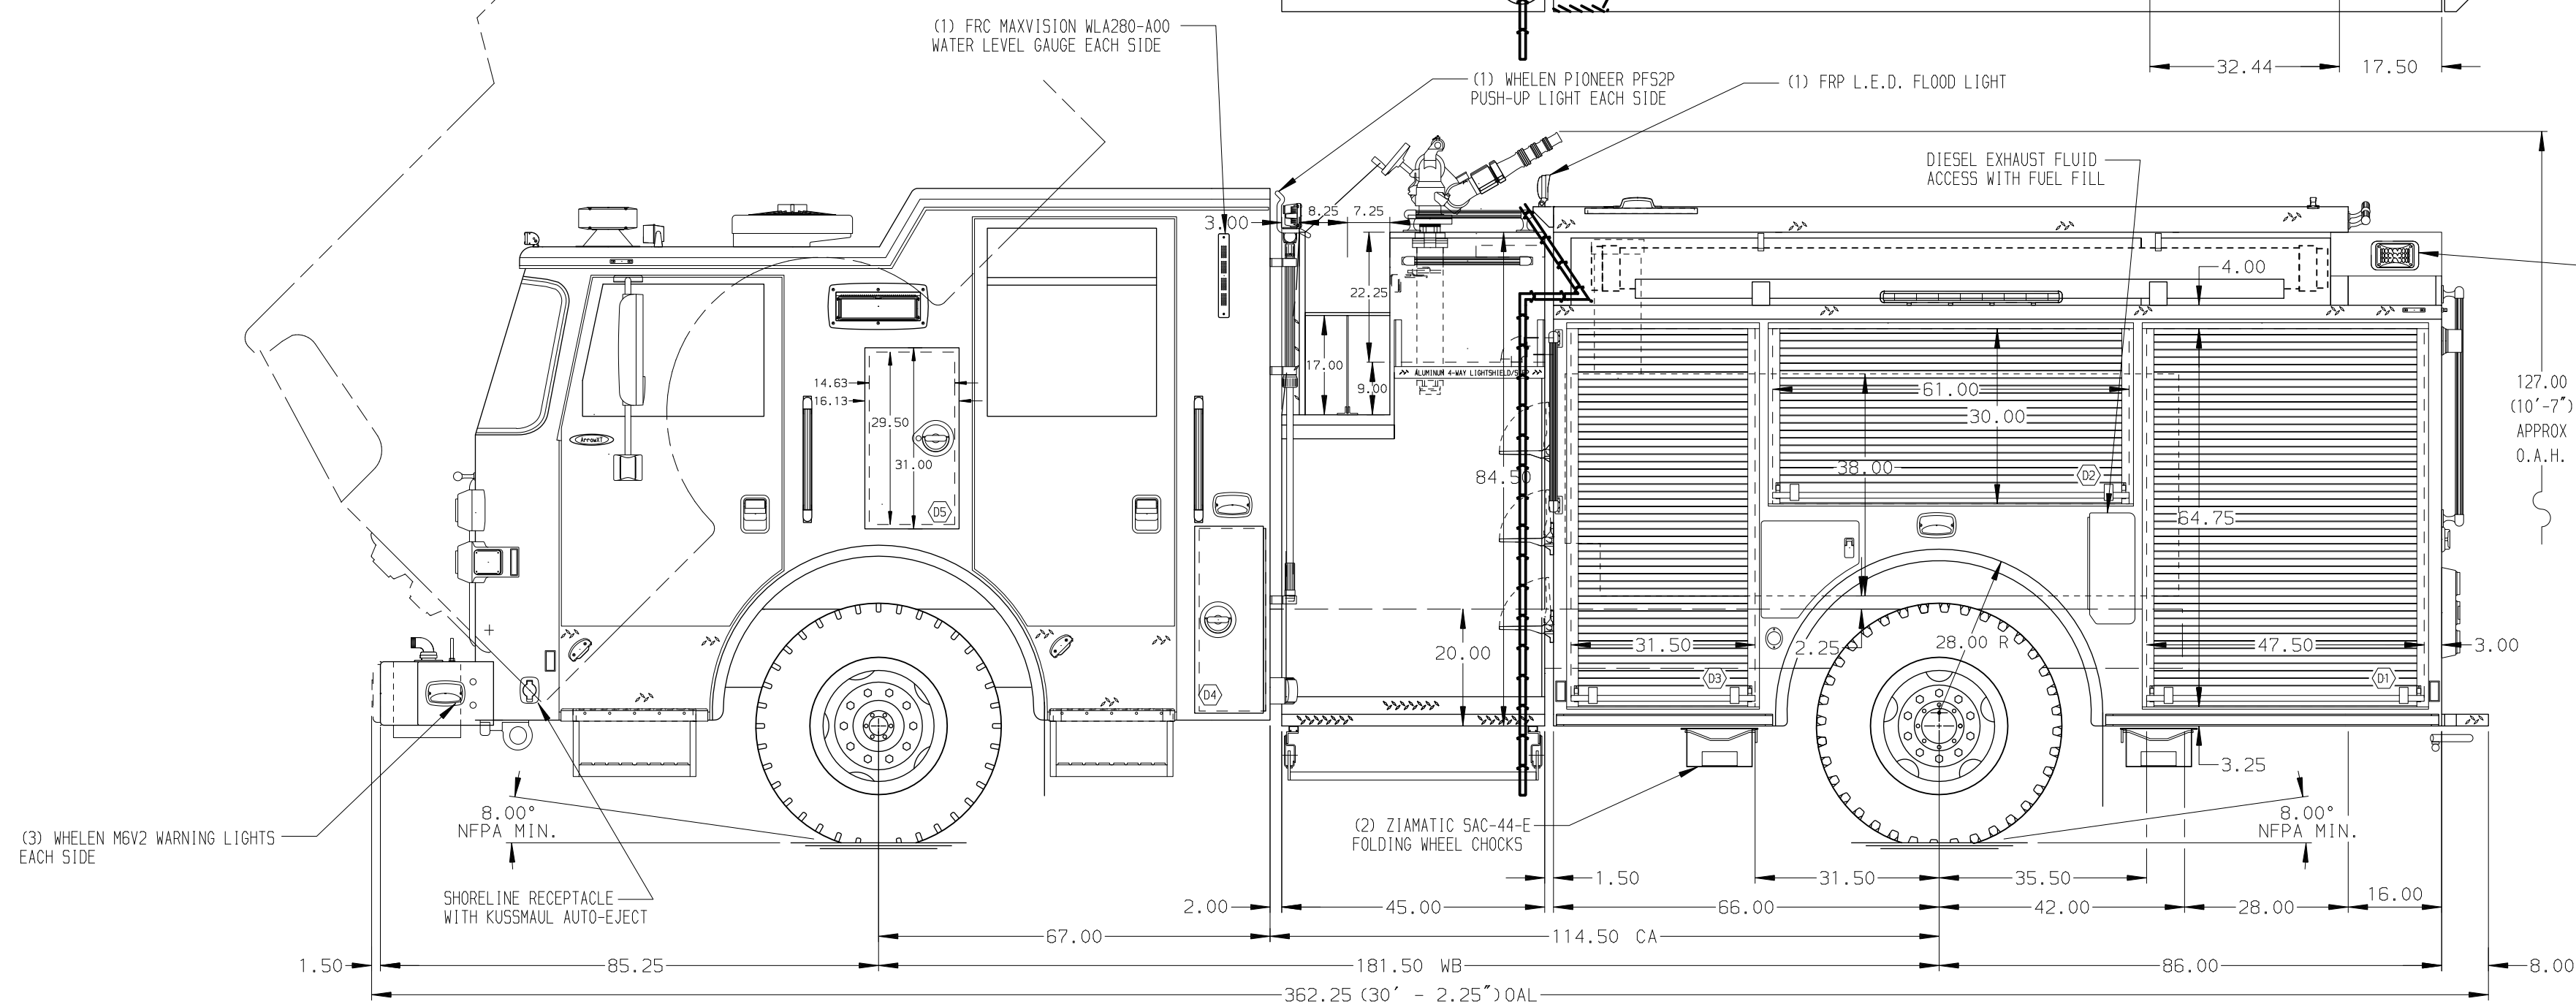 (1) FRC MAXVISION WLA280-A00
WATER LEVEL GAUGE EACH SIDE
32.44
17.50
(1) WHELEN PIONEER PFS2P
PUSH-UP LIGHT EACH SIDE
(1) FRP L.E.D. FLOOD LIGHT
DIESEL EXHAUST FLUID
ACCESS WITH FUEL FILL
3.00
8.25
7.25
4.00
22.25
17.00
9.00
ALUMINUM 4-WAY LIGHTSHIELD/STEP
14.63
16.13
29.50
31.00
D5
ArrowXT
61.00
30.00
38.00
D2
84.50
64.75
127.00
(10'-7")
APPROX
O.A.H.
20.00
31.50
2.25
28.00 R
47.50
3.00
D4
D3
D1
3.25
8.00°
NFPA MIN.
8.00°
NFPA MIN.
(3) WHELEN M6V2 WARNING LIGHTS
EACH SIDE
(2) ZIAMATIC SAC-44-E
FOLDING WHEEL CHOCKS
SHORELINE RECEPTACLE
WITH KUSSMAUL AUTO-EJECT
1.50
31.50
35.50
2.00
45.00
66.00
42.00
28.00
16.00
67.00
114.50 CA
1.50
85.25
181.50 WB
86.00
8.00
362.25 (30' - 2.25") OAL